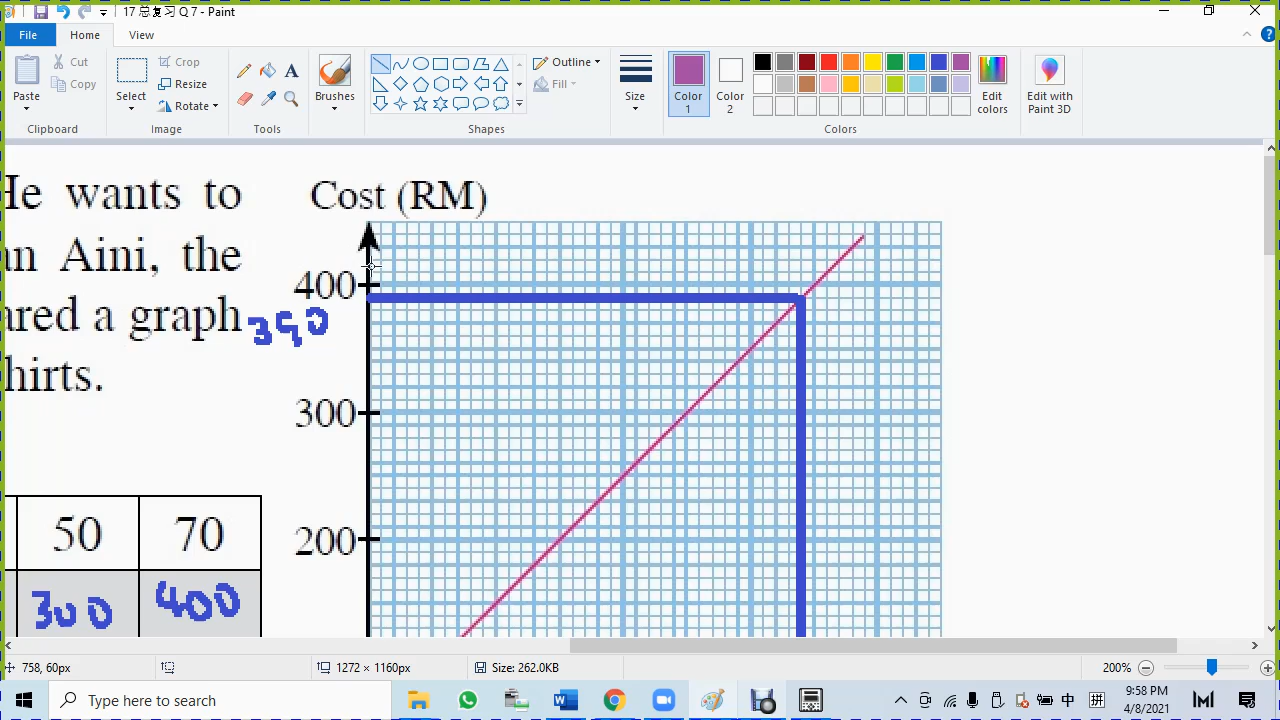 17 总复习 Q 7 - Paint
File
Home
View
Paste
Cut
Copy
Clipboard
Select
Crop
Resize
Rotate
Image
Tools
Brushes
Shapes
Outline
Fill
Size
Color 1
Color 2
Colors
Edit colors
Edit with Paint 3D
He wants to
an Aini, the
ared a graph
hirts.
Cost (RM)
400
390
300
200
50 70
300 400
758, 60px
1272 × 1160px
Size: 262.0KB
200%
Type here to search
中
拼
9:58 PM
4/8/2021